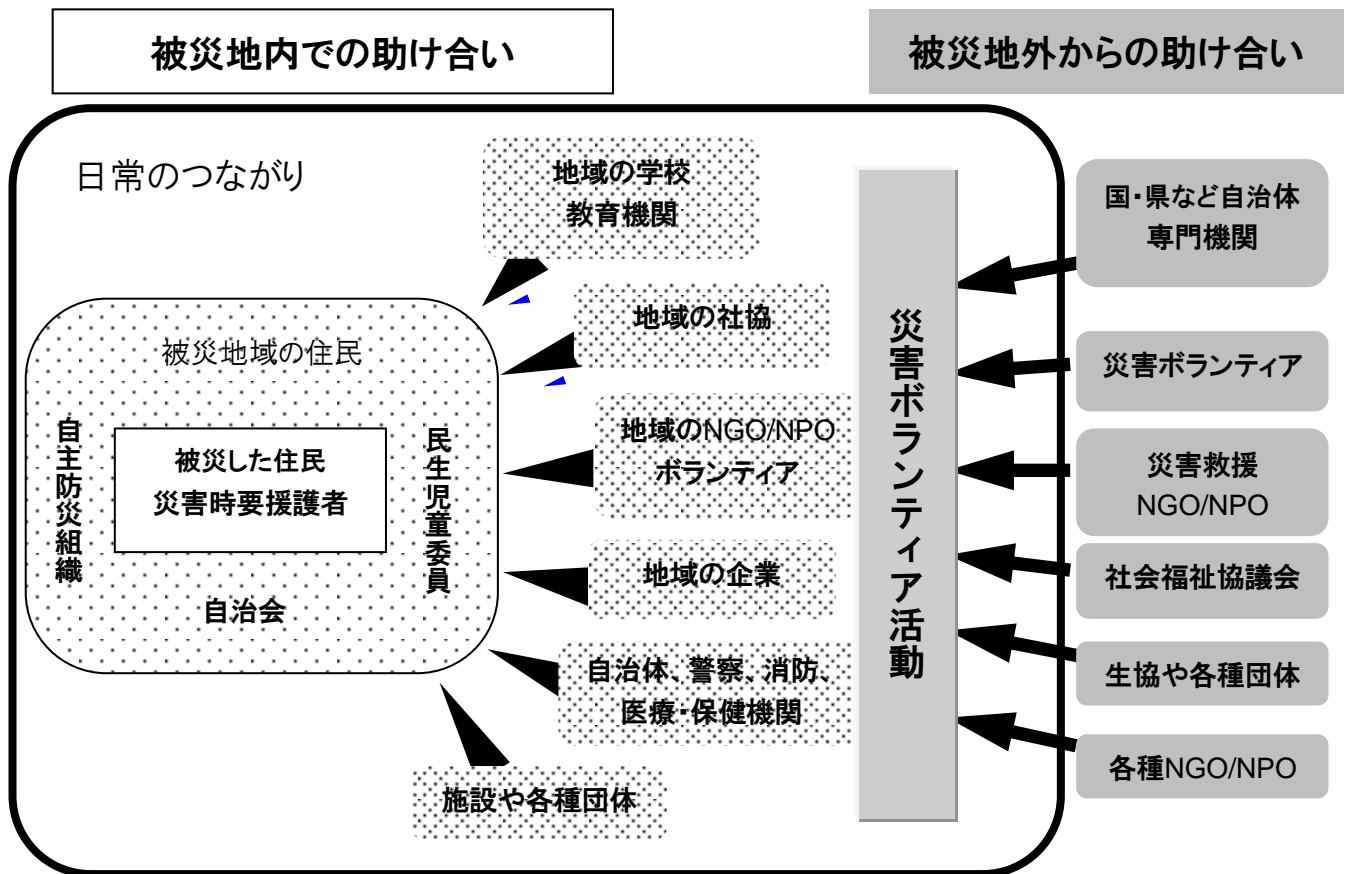 被災地内での助け合い
被災地外からの助け合い
日常のつながり
地域の学校
教育機関
地域の社協
地域のNGO/NPO
ボランティア
地域の企業
自治体、警察、消防、
医療・保健機関
施設や各種団体
被災地域の住民
自主防災組織
被災した住民
災害時要援護者
民生児童委員
自治会
災害ボランティア活動
国・県など自治体
専門機関
災害ボランティア
災害救援
NGO/NPO
社会福祉協議会
生協や各種団体
各種NGO/NPO